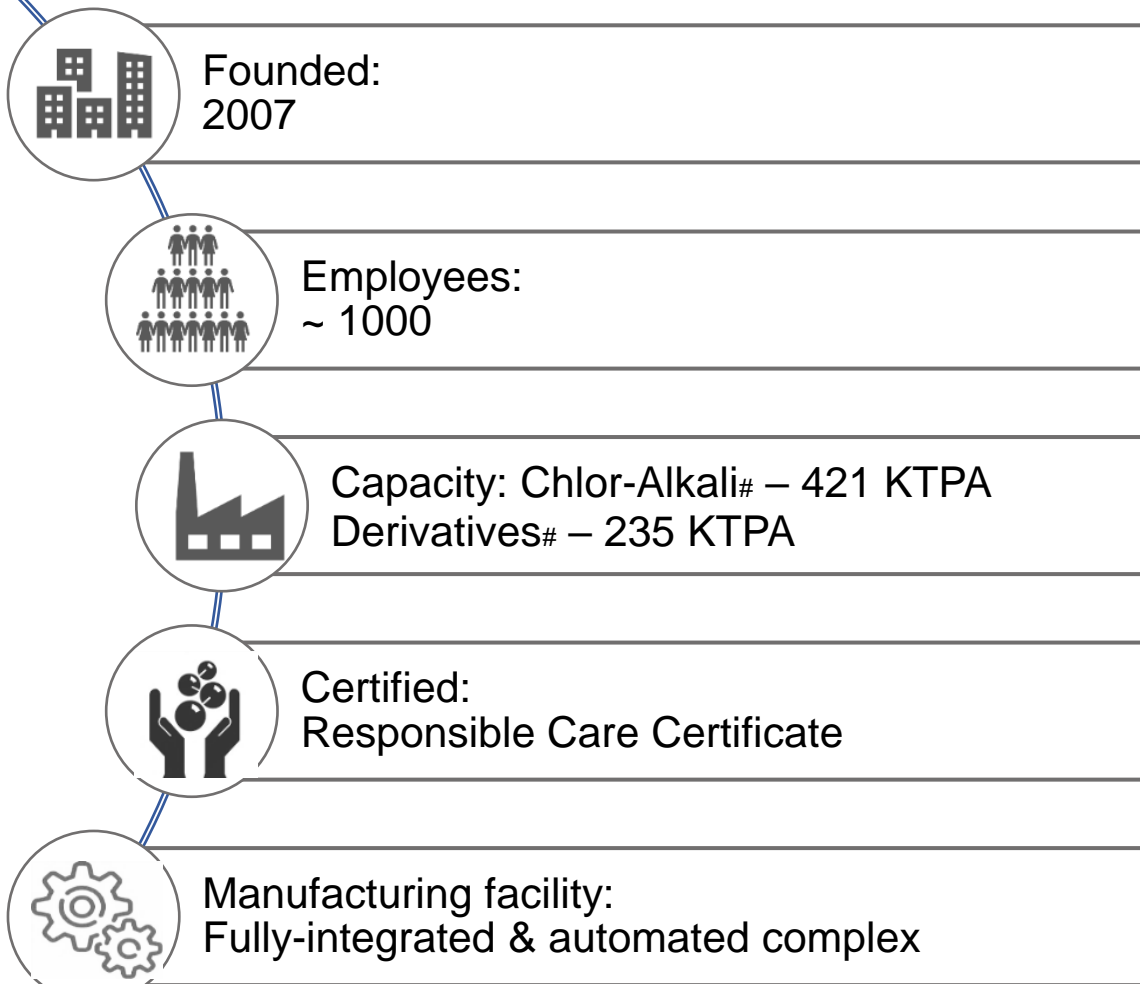 Founded:
2007
Employees:
~ 1000
Capacity: Chlor-Alkali# – 421 KTPA
Derivatives# – 235 KTPA
Certified:
Responsible Care Certificate
Manufacturing facility:
Fully-integrated & automated complex